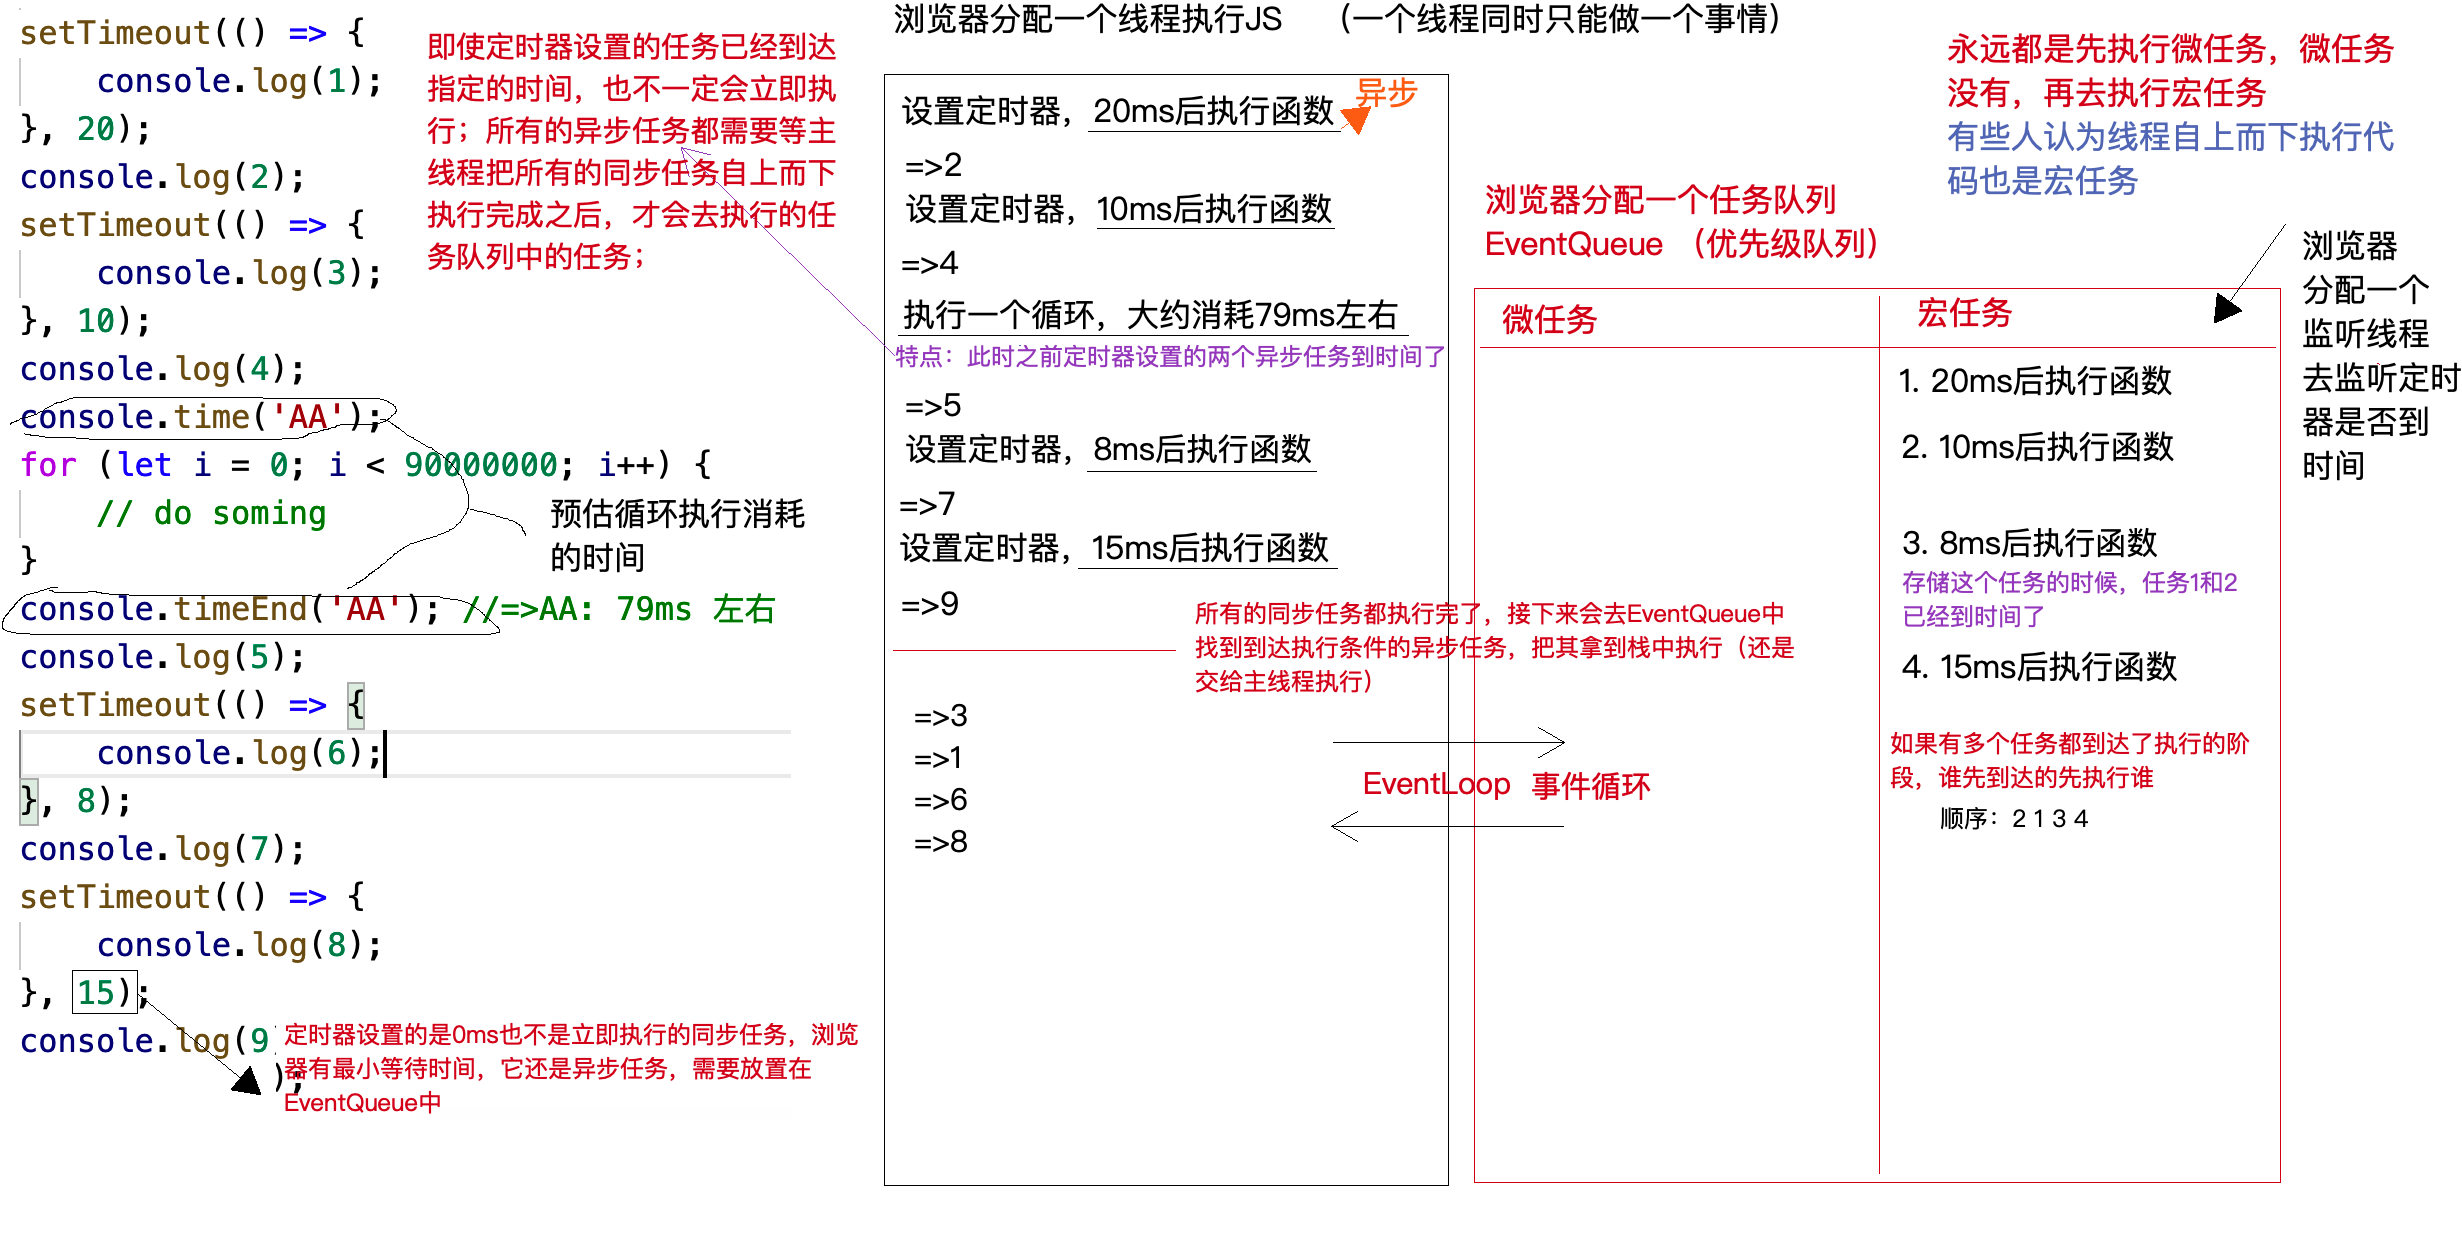 setTimeout(() => {
    console.log(1);
}, 20);
console.log(2);
setTimeout(() => {
    console.log(3);
}, 10);
console.log(4);
console.time('AA');
for (let i = 0; i < 90000000; i++) {
    // do soming
}
console.timeEnd('AA'); //=>AA: 79ms 左右
console.log(5);
setTimeout(() => {
    console.log(6);
}, 8);
console.log(7);
setTimeout(() => {
    console.log(8);
}, 15);
console.log(9
);
即使定时器设置的任务已经到达
指定的时间，也不一定会立即执
行；所有的异步任务都需要等主
线程把所有的同步任务自上而下
执行完成之后，才会去执行的任
务队列中的任务；
预估循环执行消耗
的时间
定时器设置的是0ms也不是立即执行的同步任务，浏览
器有最小等待时间，它还是异步任务，需要放置在
EventQueue中
浏览器分配一个线程执行JS （一个线程同时只能做一个事情）
异步
设置定时器，20ms后执行函数
=>2
设置定时器，10ms后执行函数
=>4
执行一个循环，大约消耗79ms左右
特点：此时之前定时器设置的两个异步任务到时间了
=>5
设置定时器，8ms后执行函数
=>7
设置定时器，15ms后执行函数
=>9
所有的同步任务都执行完了，接下来会去EventQueue中
找到到达执行条件的异步任务，把其拿到栈中执行（还是
交给主线程执行）
=>3
=>1
=>6
=>8
EventLoop 事件循环
永远都是先执行微任务，微任务
没有，再去执行宏任务
有些人认为线程自上而下执行代
码也是宏任务
浏览器分配一个任务队列
EventQueue （优先级队列）
浏览器
分配一个
监听线程
去监听定时
器是否到
时间
微任务
宏任务
1. 20ms后执行函数
2. 10ms后执行函数
3. 8ms后执行函数
存储这个任务的时候，任务1和2
已经到时间了
4. 15ms后执行函数
如果有多个任务都到达了执行的阶
段，谁先到达的先执行谁
顺序：2 1 3 4